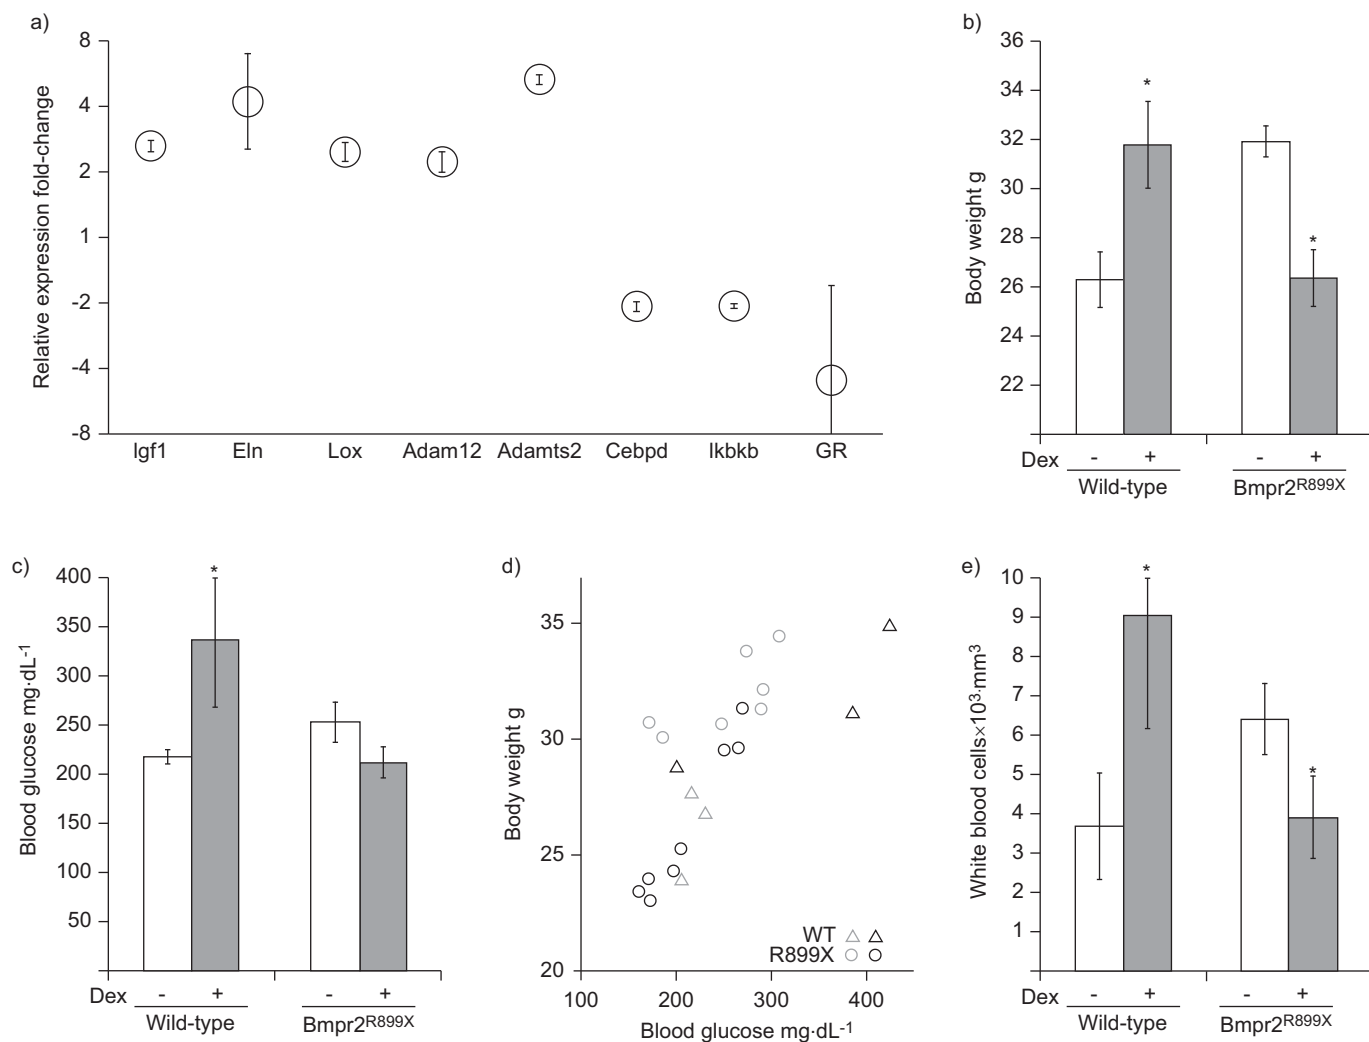 a)
Relative expression fold-change
8
4
2
1
-2
-4
-8
Igf1 Eln Lox Adam12 Adamts2 Cebpd Ikbkb GR
b)
Body weight g
36
34
32
30
28
26
24
22
*
*
Dex - + - +
Wild-type Bmpr2R899X
c)
Blood glucose mg·dL-1
400
350
300
250
200
150
100
50
*
Dex - + - +
Wild-type Bmpr2R899X
d)
Body weight g
35
30
25
20
WT
R899X
100 200 300 400
Blood glucose mg·dL-1
e)
White blood cells×103·mm3
10
9
8
7
6
5
4
3
2
1
*
*
Dex - + - +
Wild-type Bmpr2R899X